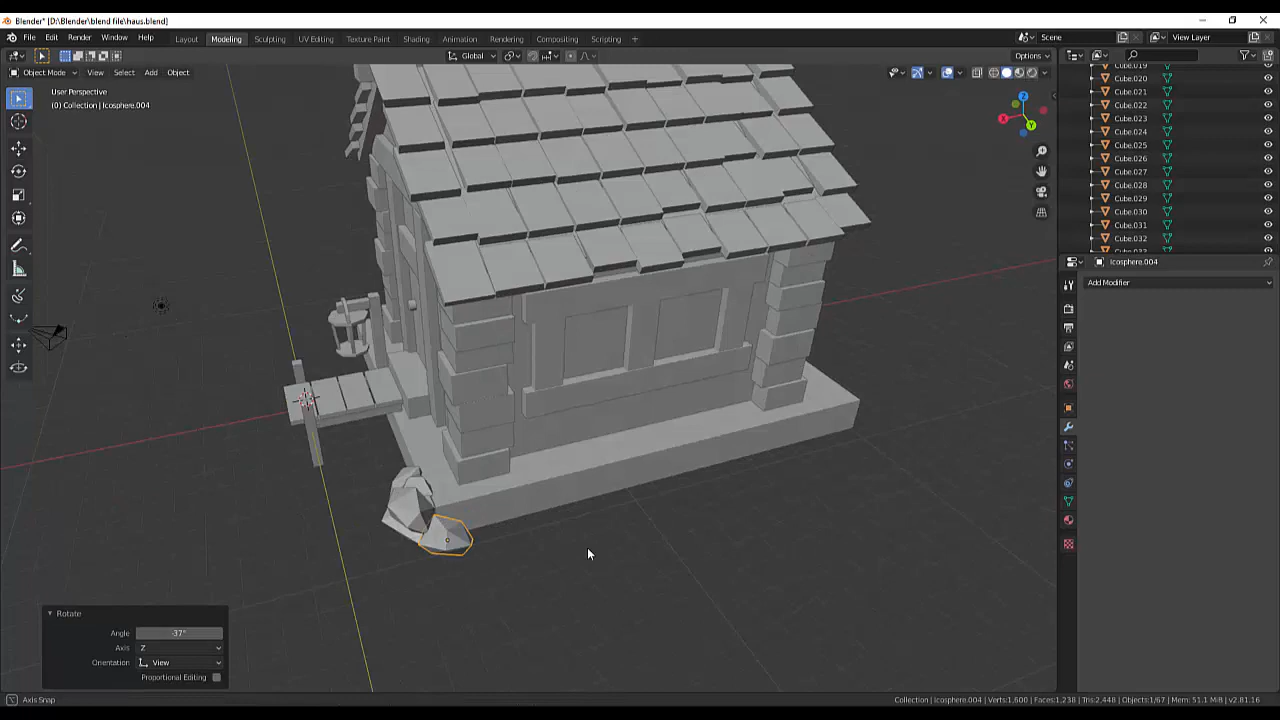 Blender* [D:\Blender\blend file\haus.blend]
File Edit Render Window Help
Layout Modeling Sculpting UV Editing Texture Paint Shading Animation Rendering Compositing Scripting +
Scene
View Layer
Global
Options
Object Mode View Select Add Object
User Perspective
(0) Collection | Icosphere.004
X
Y
Z
Cube.019
Cube.020
Cube.021
Cube.022
Cube.023
Cube.024
Cube.025
Cube.026
Cube.027
Cube.028
Cube.029
Cube.030
Cube.031
Cube.032
Icosphere.004
Add Modifier
Rotate
Angle -37°
Axis Z
Orientation View
Proportional Editing
Axis Snap
Collection | Icosphere.004 | Verts:1,600 | Faces:1,238 | Tris:2,448 | Objects:1/67 | Mem: 51.1 MiB | v2.81.16